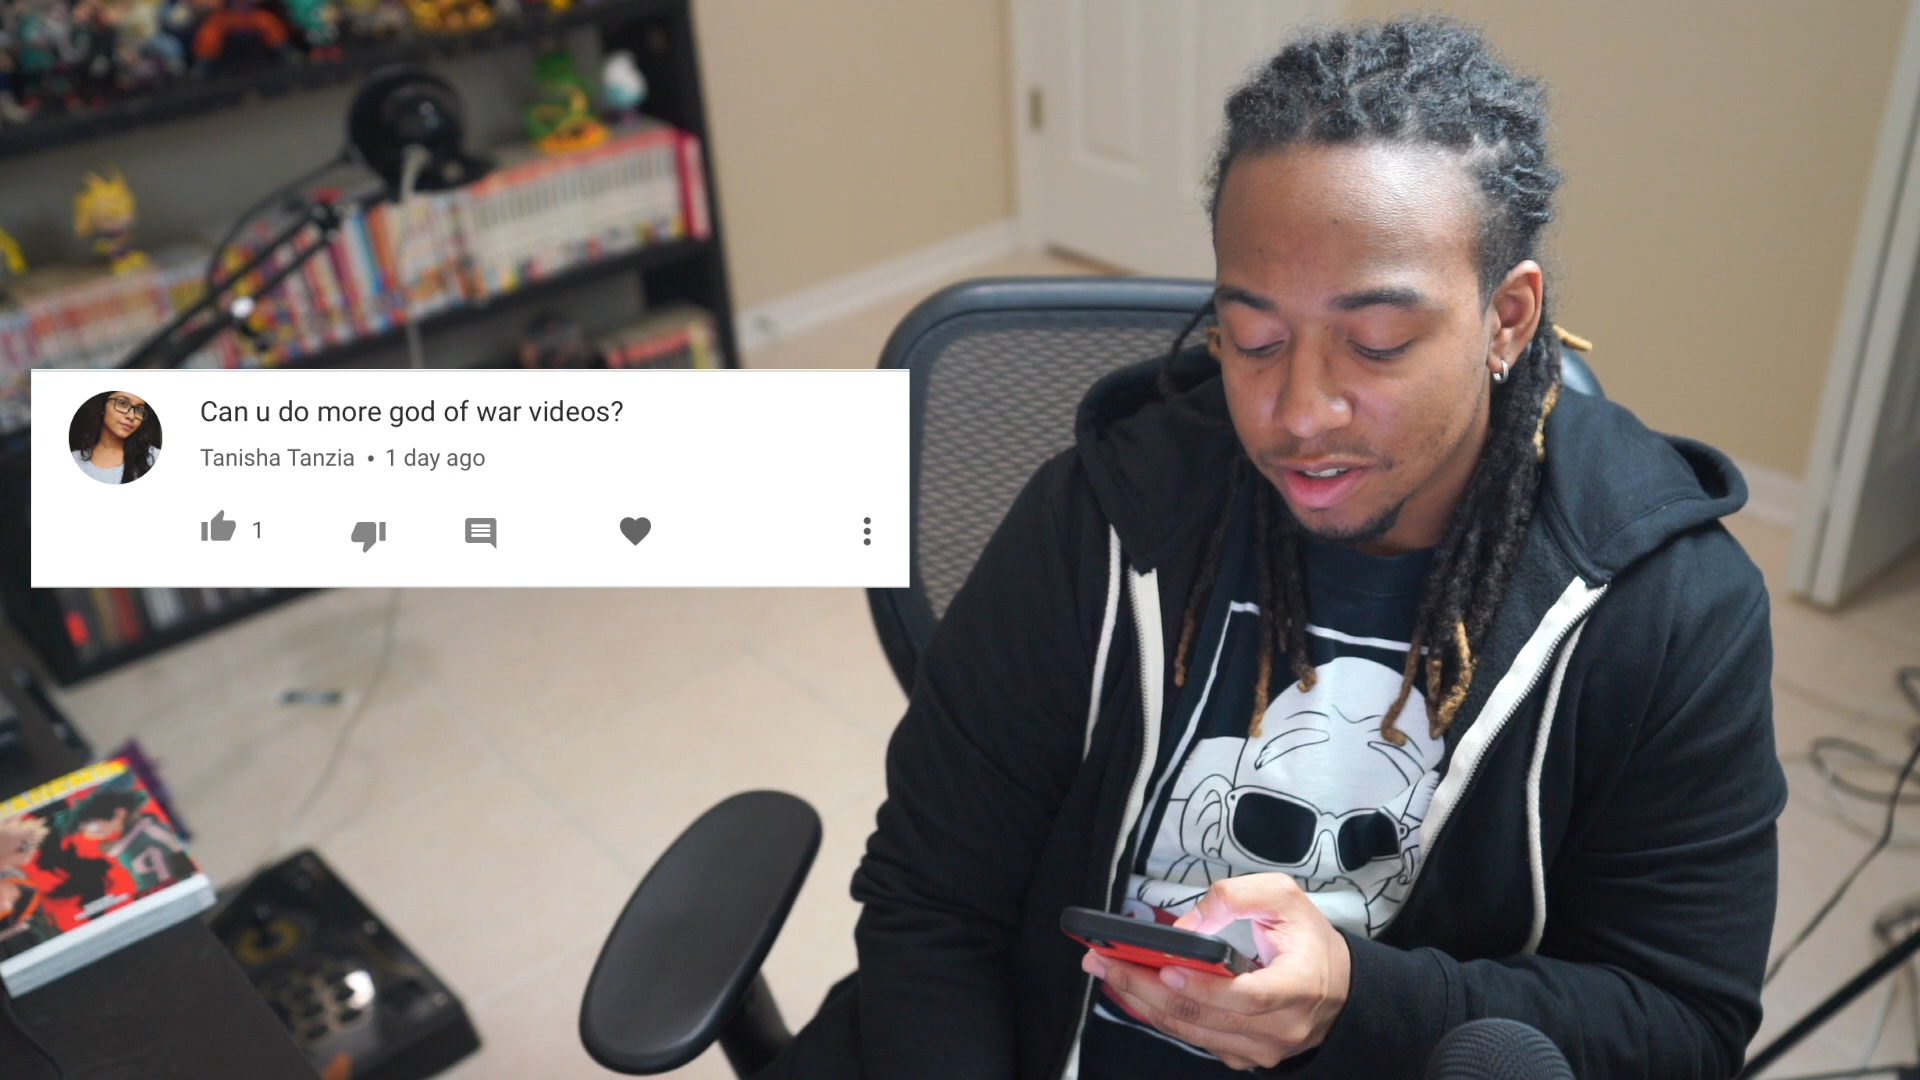 Can u do more god of war videos?
Tanisha Tanzia • 1 day ago
1